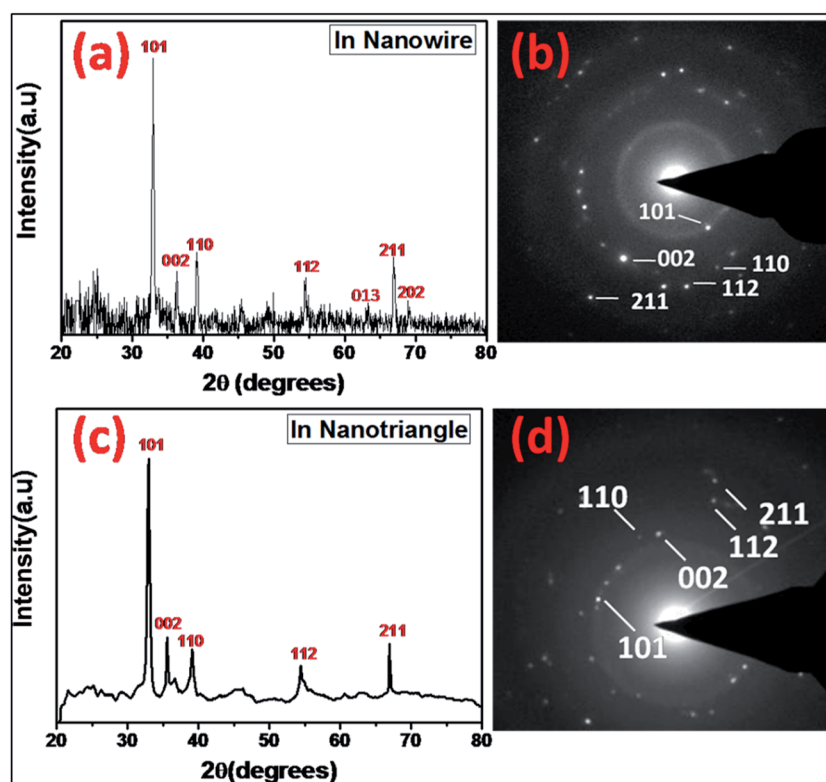 (a)
In Nanowire
Intensity(a.u)
101
002
110
112
013
211
202
20 30 40 50 60 70 80
2θ (degrees)
(b)
101
002
110
112
211
(c)
In Nanotriangle
Intensity(a.u)
101
002
110
112
211
20 30 40 50 60 70 80
2θ(degrees)
(d)
110
211
112
002
101